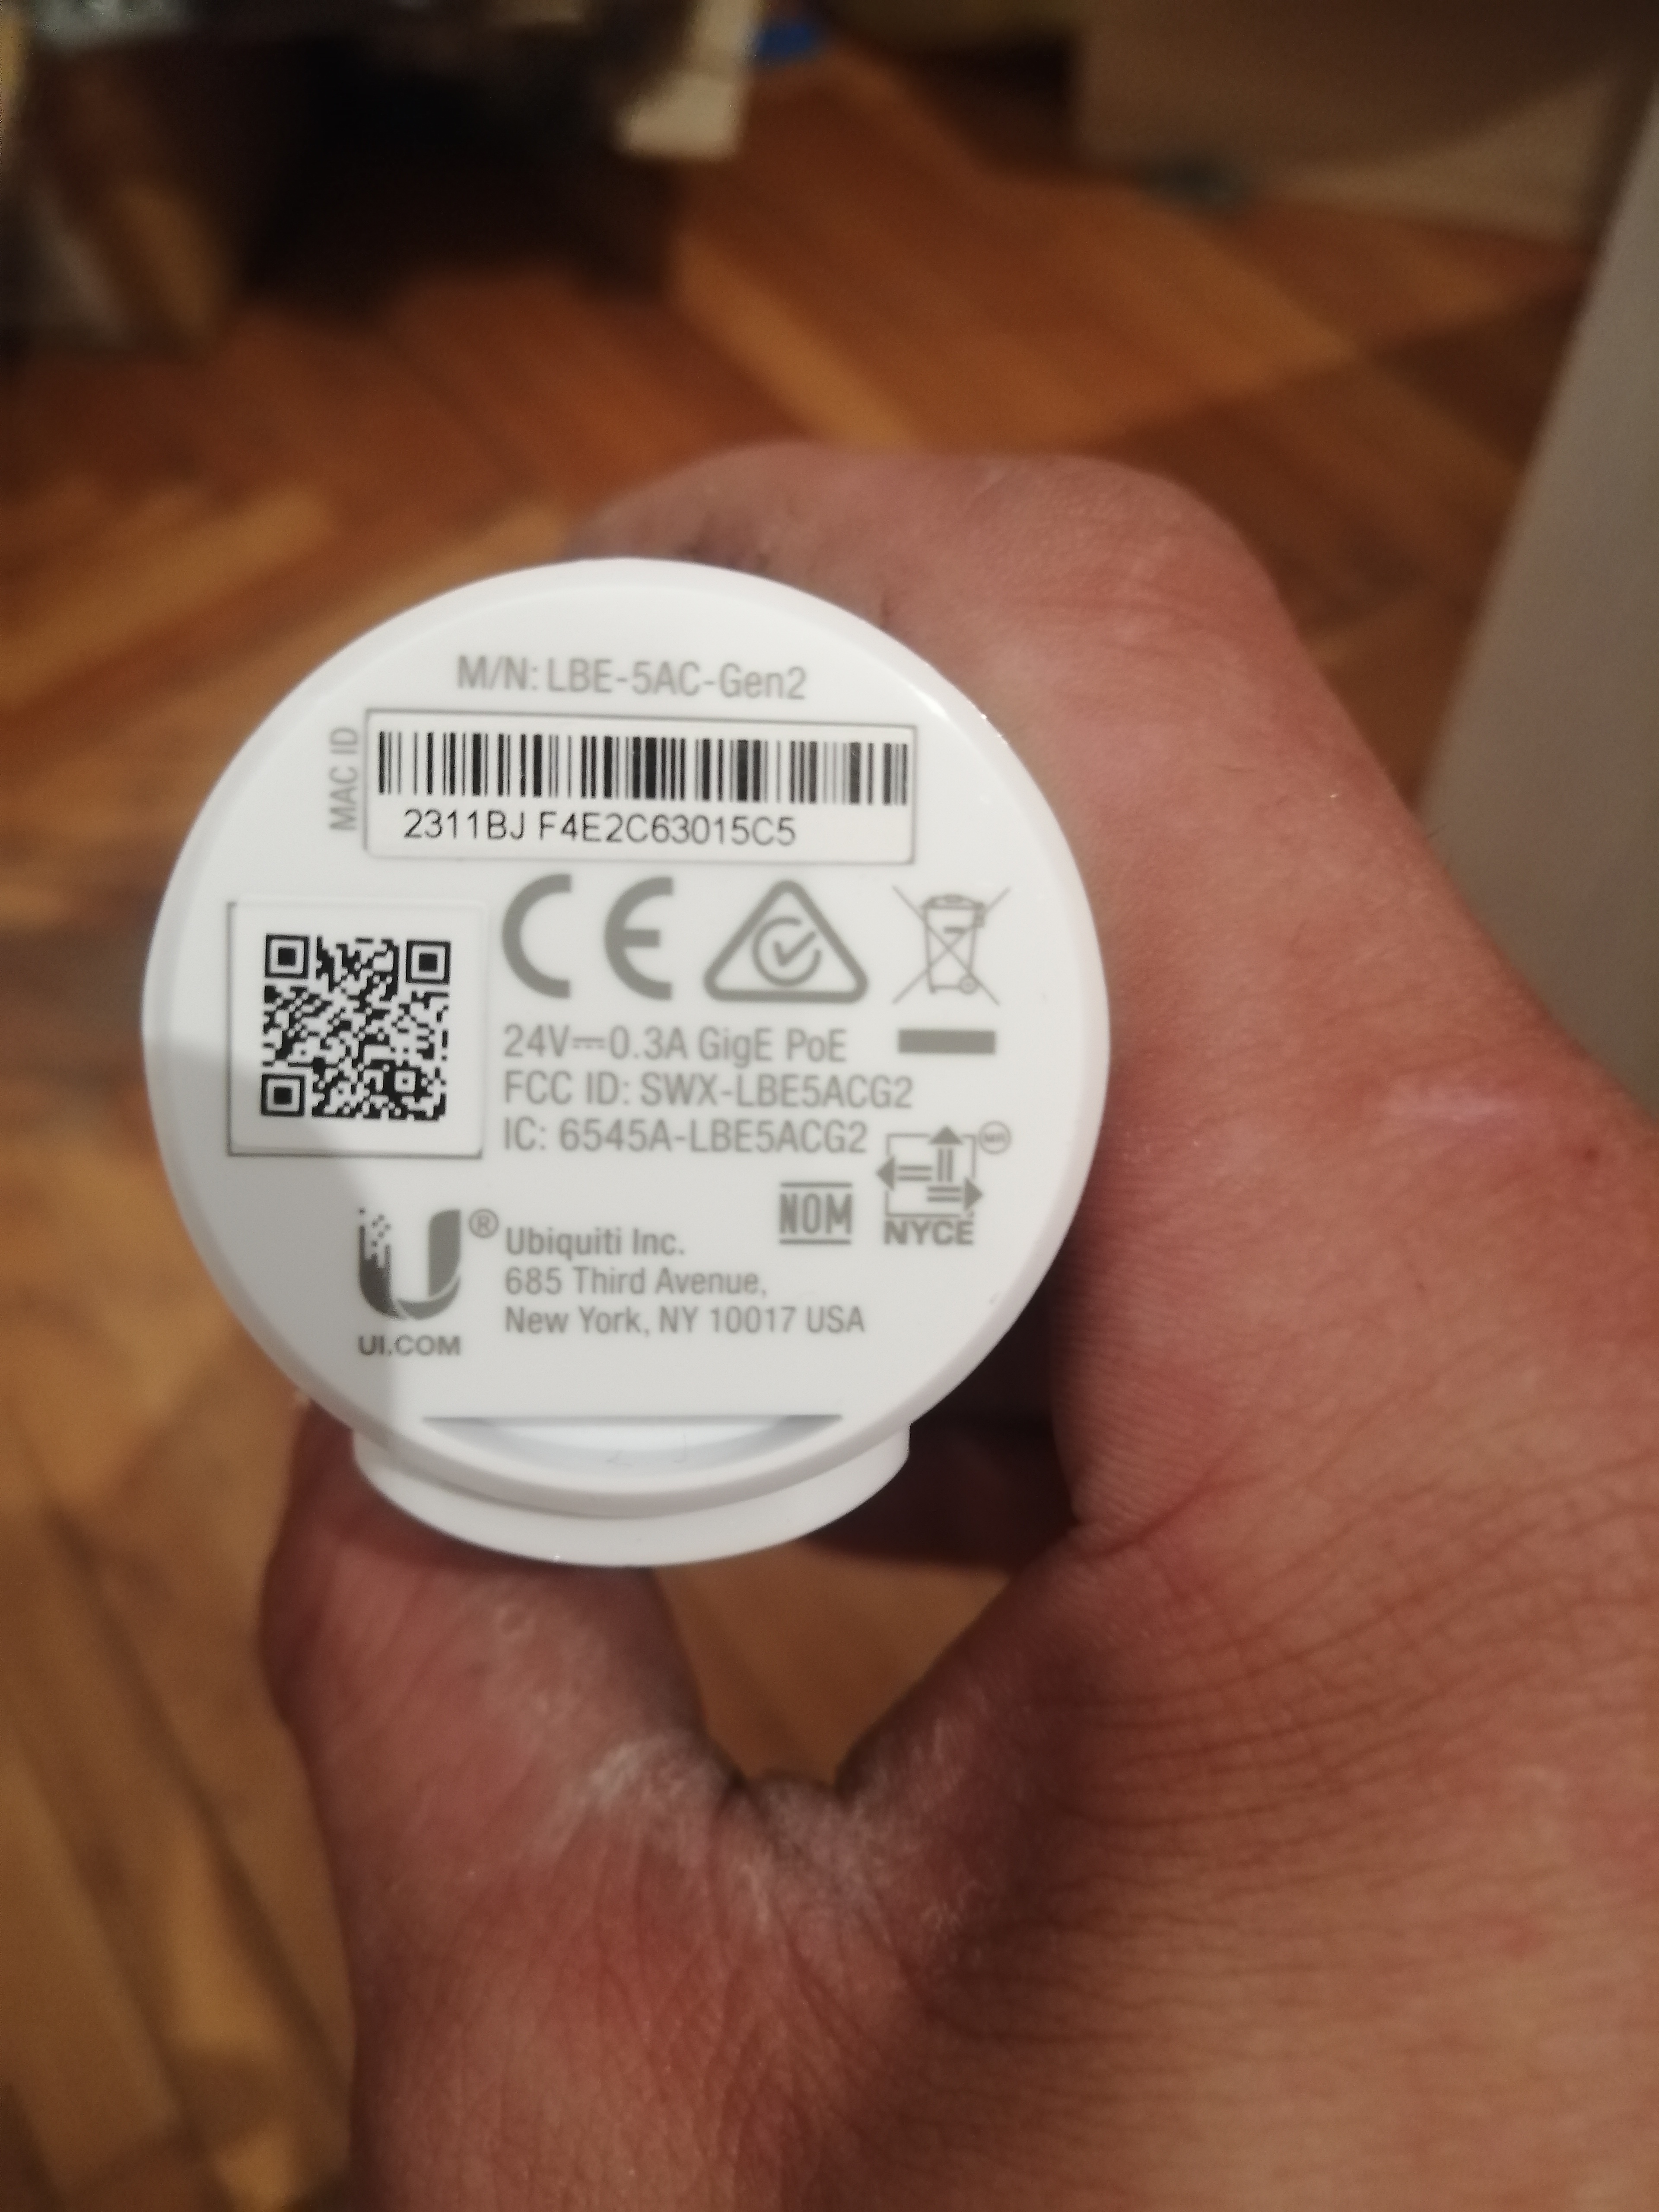 M/N: LBE-5AC-Gen2
MAC ID
2311BJ F4E2C63015C5
CE
24V⎓0.3A GigE PoE
FCC ID: SWX-LBE5ACG2
IC: 6545A-LBE5ACG2
NOM
NYCE
U®
UI.COM
Ubiquiti Inc.
685 Third Avenue,
New York, NY 10017 USA